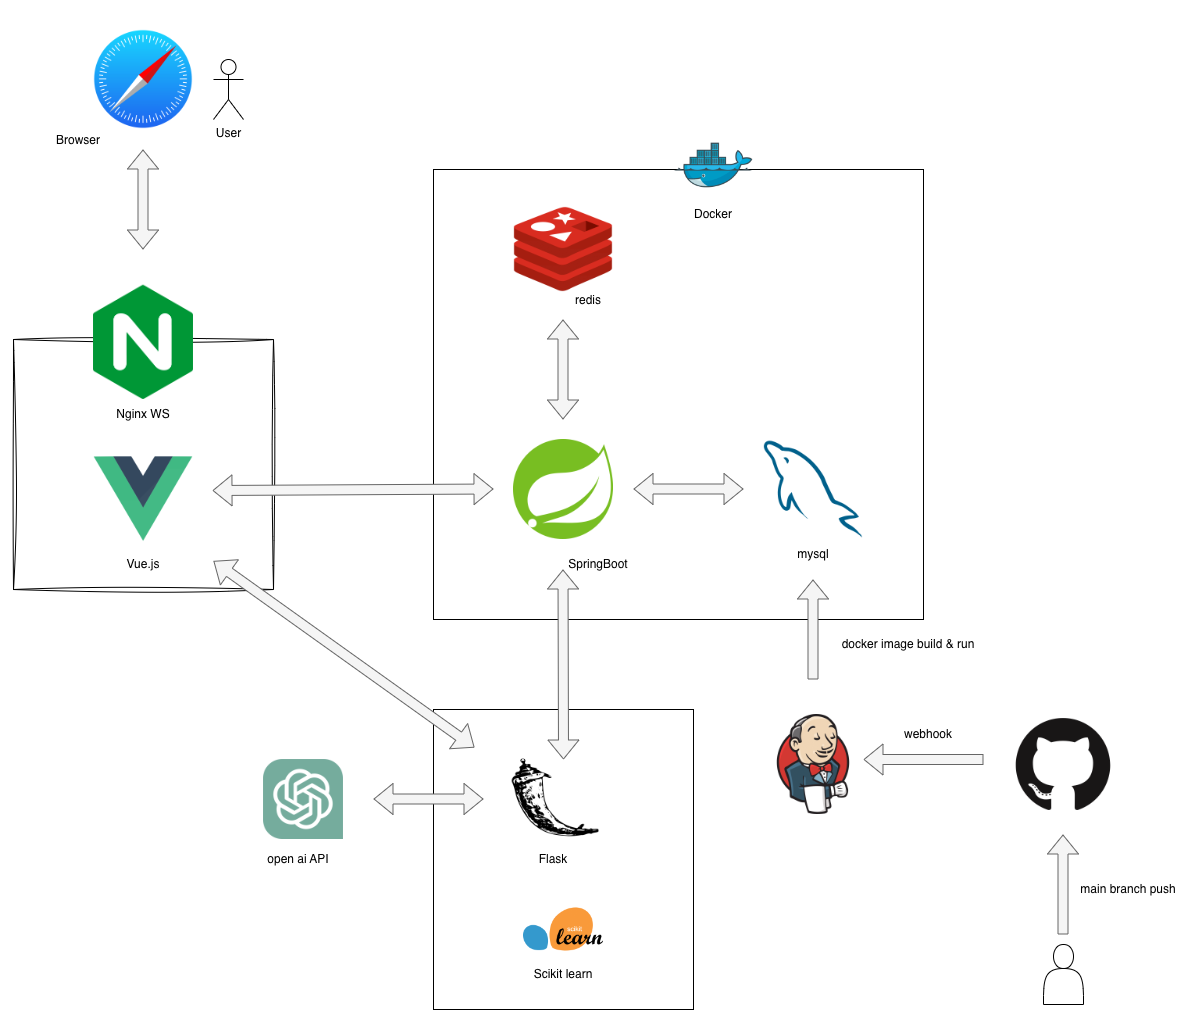 Browser
User
Docker
redis
N
Nginx WS
Vue.js
SpringBoot
mysql
docker image build & run
webhook
open ai API
Flask
main branch push
scikit
learn
Scikit learn